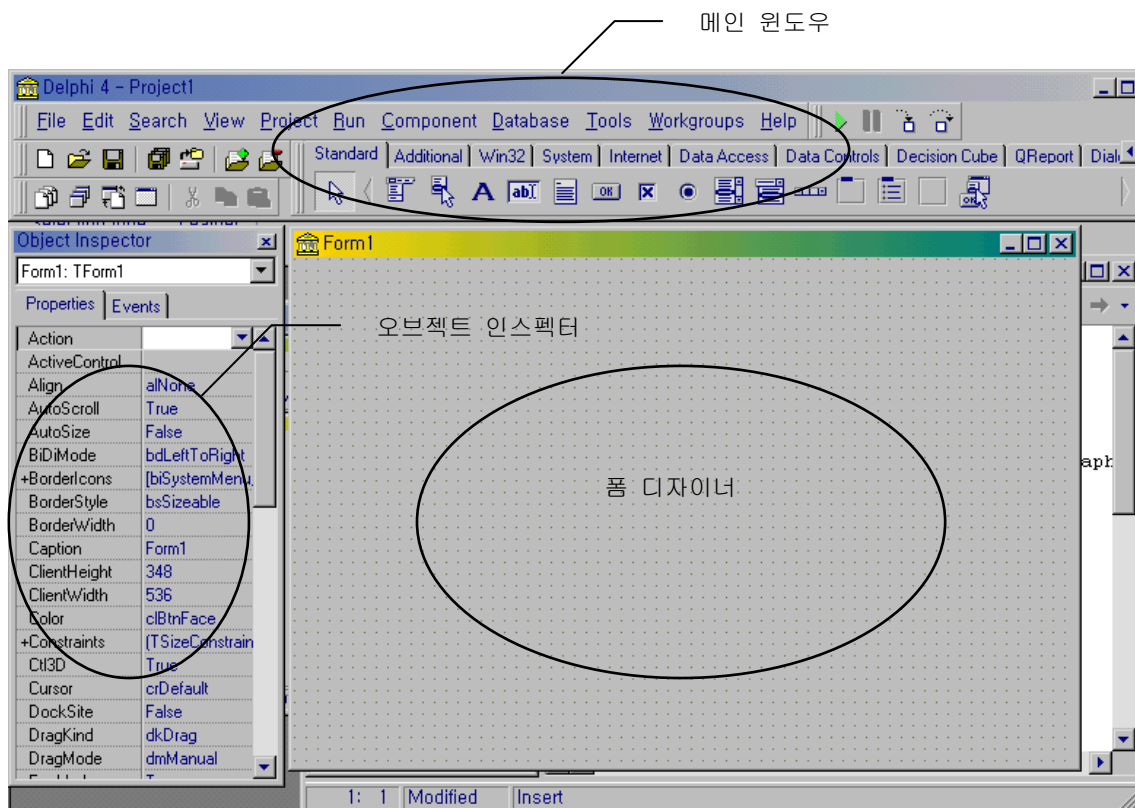 메인 윈도우
Delphi 4 - Project1
File Edit Search View Project Run Component Database Tools Workgroups Help
Standard Additional Win32 System Internet Data Access Data Controls Decision Cube QReport
A ab OK
OK
Object Inspector
Form1
Form1: TForm1
Properties Events
오브젝트 인스펙터
Action
ActiveControl
Align alNone
AutoScroll True
AutoSize False
BiDiMode bdLeftToRight
+BorderIcons [biSystemMenu,
BorderStyle bsSizeable
BorderWidth 0
Caption Form1
ClientHeight 348
ClientWidth 536
Color clBtnFace
+Constraints (TSizeConstrain
Ctl3D True
Cursor crDefault
DockSite False
DragKind dkDrag
DragMode dmManual
폼 디자이너
aph
1: 1 Modified Insert